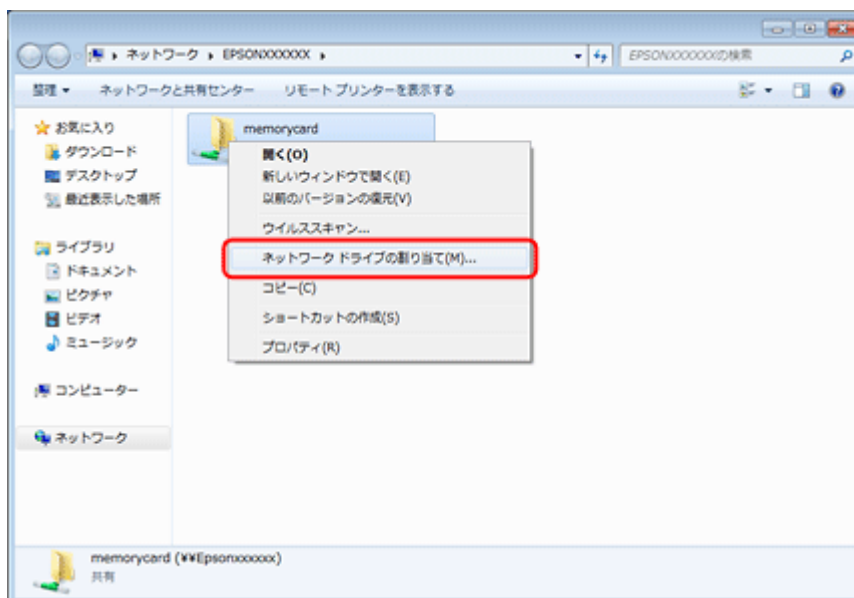 ネットワーク ▸ EPSONXXXXXX ▸
EPSONXXXXXXの検索
整理 ▼ ネットワークと共有センター リモート プリンターを表示する
お気に入り
ダウンロード
デスクトップ
最近表示した場所
ライブラリ
ドキュメント
ピクチャ
ビデオ
ミュージック
コンピューター
ネットワーク
memorycard
開く(O)
新しいウィンドウで開く(E)
以前のバージョンの復元(V)
ウイルススキャン...
ネットワーク ドライブの割り当て(M)...
コピー(C)
ショートカットの作成(S)
プロパティ(R)
memorycard (¥¥Epsonxxxxxx)
共有